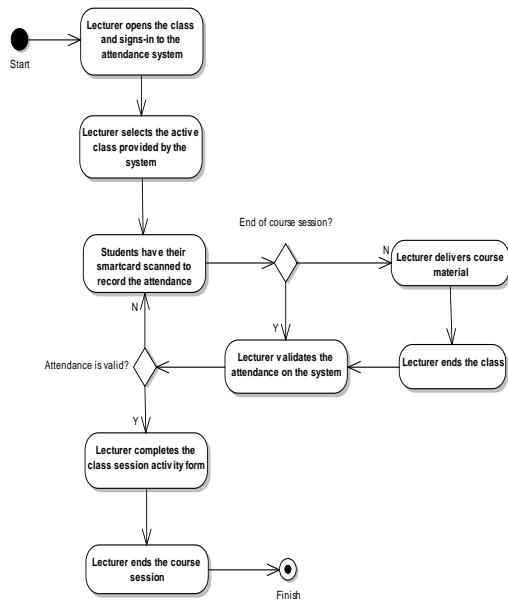 Lecturer opens the class
and signs-in to the
attendance system
Start
Lecturer selects the active
class provided by the
system
End of course session?
Students have their
smartcard scanned to
record the attendance
N
Lecturer delivers course
material
N
Y
Attendance is valid?
Lecturer validates the
attendance on the system
Lecturer ends the class
Y
Lecturer completes the
class session activity form
Lecturer ends the course
session
Finish